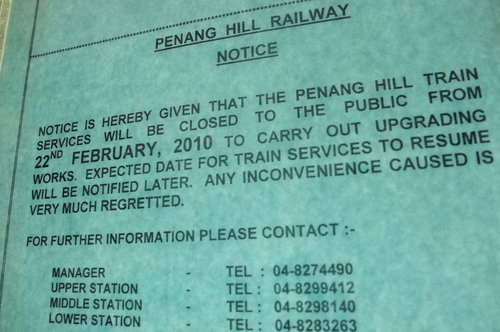 PENANG HILL RAILWAY
NOTICE
NOTICE IS HEREBY GIVEN THAT THE PENANG HILL TRAIN
SERVICES WILL BE CLOSED TO THE PUBLIC FROM
22ND FEBRUARY, 2010 TO CARRY OUT UPGRADING
WORKS. EXPECTED DATE FOR TRAIN SERVICES TO RESUME
WILL BE NOTIFIED LATER. ANY INCONVENIENCE CAUSED IS
VERY MUCH REGRETTED.
FOR FURTHER INFORMATION PLEASE CONTACT :-
MANAGER - TEL : 04-8274490
UPPER STATION - TEL : 04-8299412
MIDDLE STATION - TEL : 04-8298140
LOWER STATION - TEL : 04-8283263